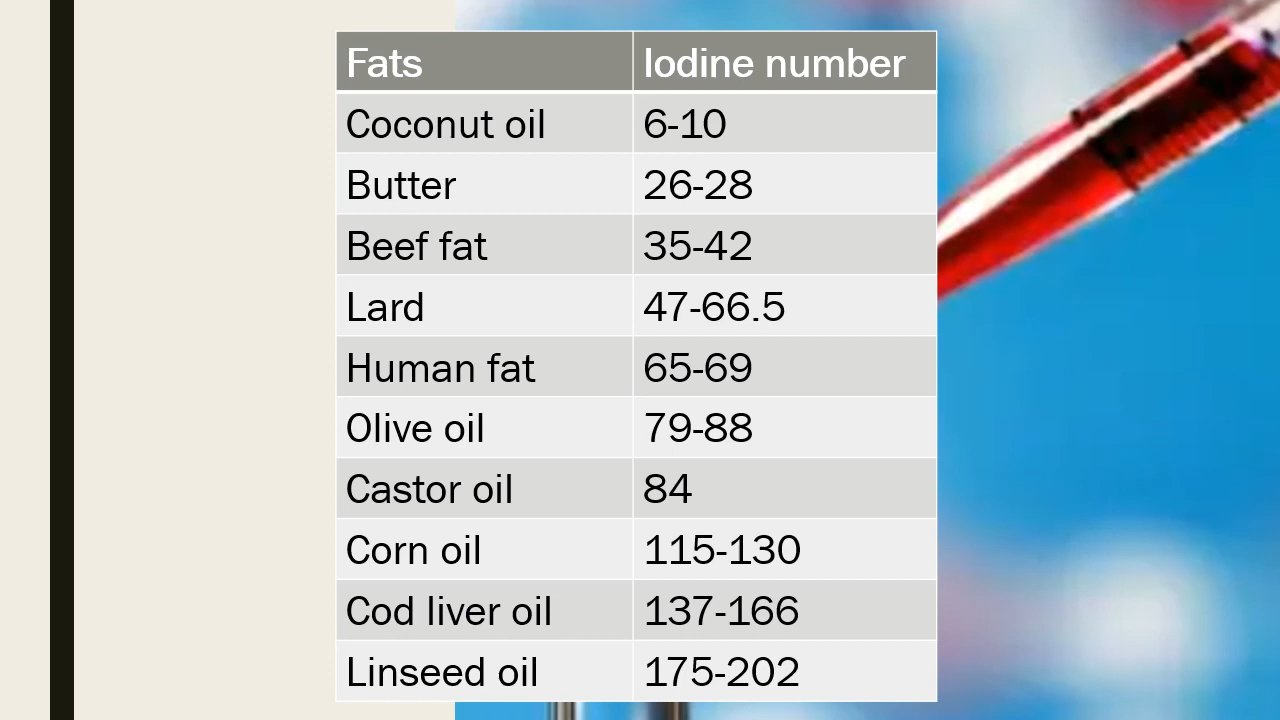 Fats Iodine number
Coconut oil 6-10
Butter 26-28
Beef fat 35-42
Lard 47-66.5
Human fat 65-69
Olive oil 79-88
Castor oil 84
Corn oil 115-130
Cod liver oil 137-166
Linseed oil 175-202